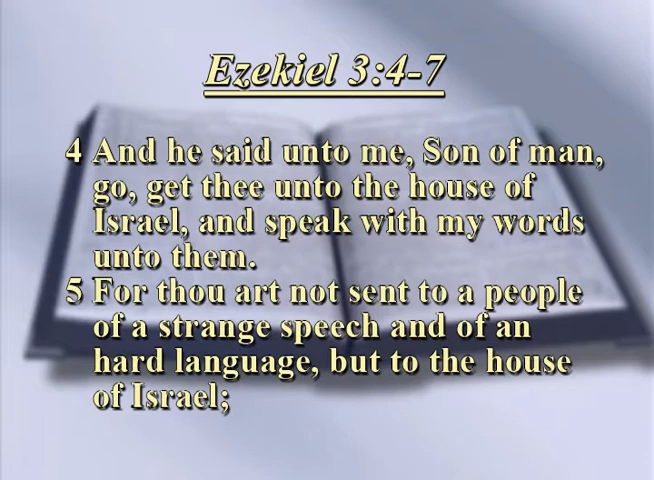 Ezekiel 3:4-7
4 And he said unto me, Son of man,
go, get thee unto the house of
Israel, and speak with my words
unto them.
5 For thou art not sent to a people
of a strange speech and of an
hard language, but to the house
of Israel;